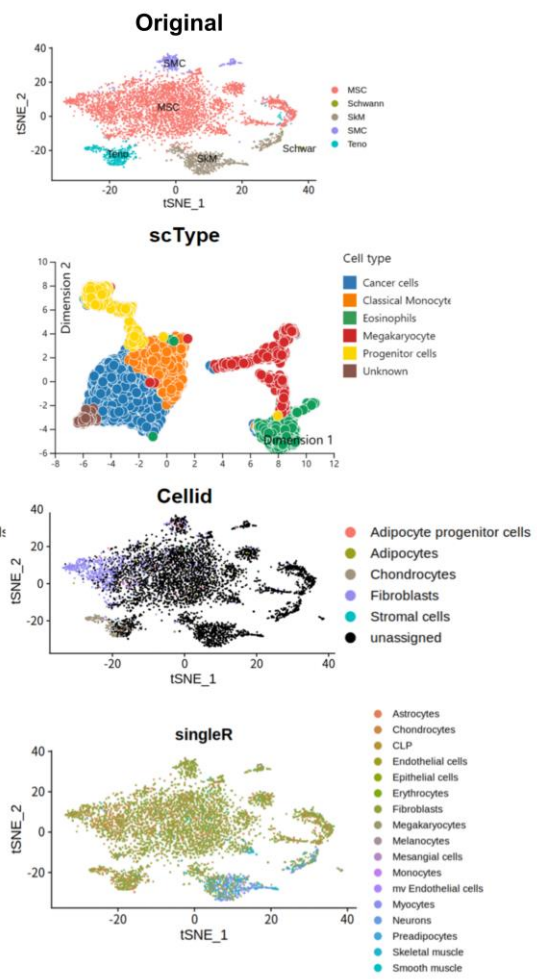 Original
40
20
0
-20
tSNE_2
SMC
MSC
Teno
SkM
Schwar
-20 0 20 40
tSNE_1
MSC
Schwann
SkM
SMC
Teno
scType
Dimension 2
10
8
6
4
2
0
-2
-4
-6
-8 -6 -4 -2 0 2 4 6 8 10 12
Dimension 1
Cell type
Cancer cells
Classical Monocyte
Eosinophils
Megakaryocyte
Progenitor cells
Unknown
Cellid
40
20
0
-20
tSNE_2
-20 0 20 40
tSNE_1
Adipocyte progenitor cells
Adipocytes
Chondrocytes
Fibroblasts
Stromal cells
unassigned
singleR
40
20
0
-20
tSNE_2
-20 0 20 40
tSNE_1
Astrocytes
Chondrocytes
CLP
Endothelial cells
Epithelial cells
Erythrocytes
Fibroblasts
Megakaryocytes
Melanocytes
Mesangial cells
Monocytes
mv Endothelial cells
Myocytes
Neurons
Preadipocytes
Skeletal muscle
Smooth muscle